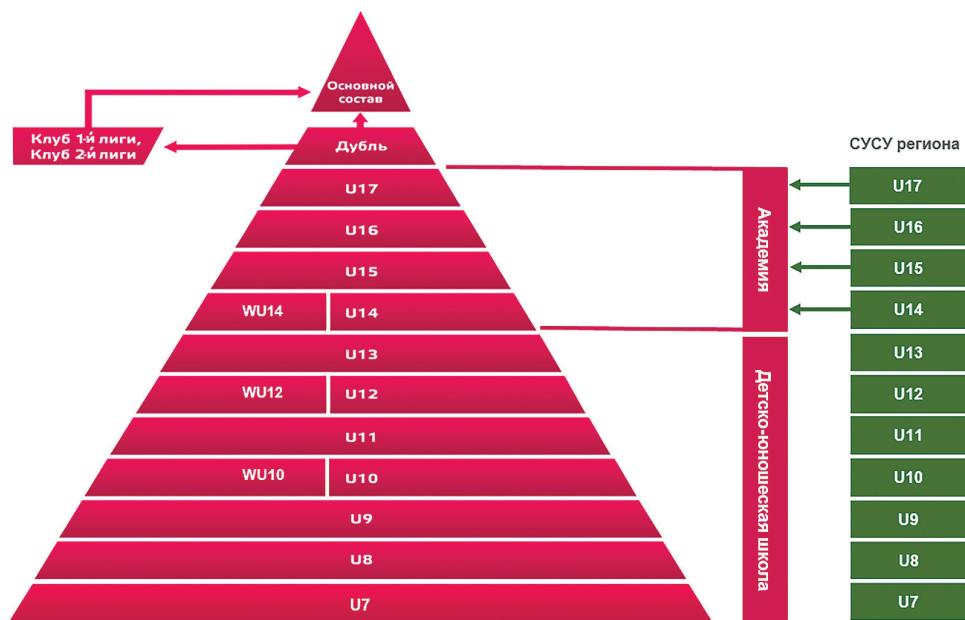 Основной
состав
Клуб 1-й лиги,
Клуб 2-й лиги
Дубль
U17
U16
U15
WU14
U14
U13
WU12
U12
U11
WU10
U10
U9
U8
U7
Академия
Детско-юношеская школа
СУСУ региона
U17
U16
U15
U14
U13
U12
U11
U10
U9
U8
U7